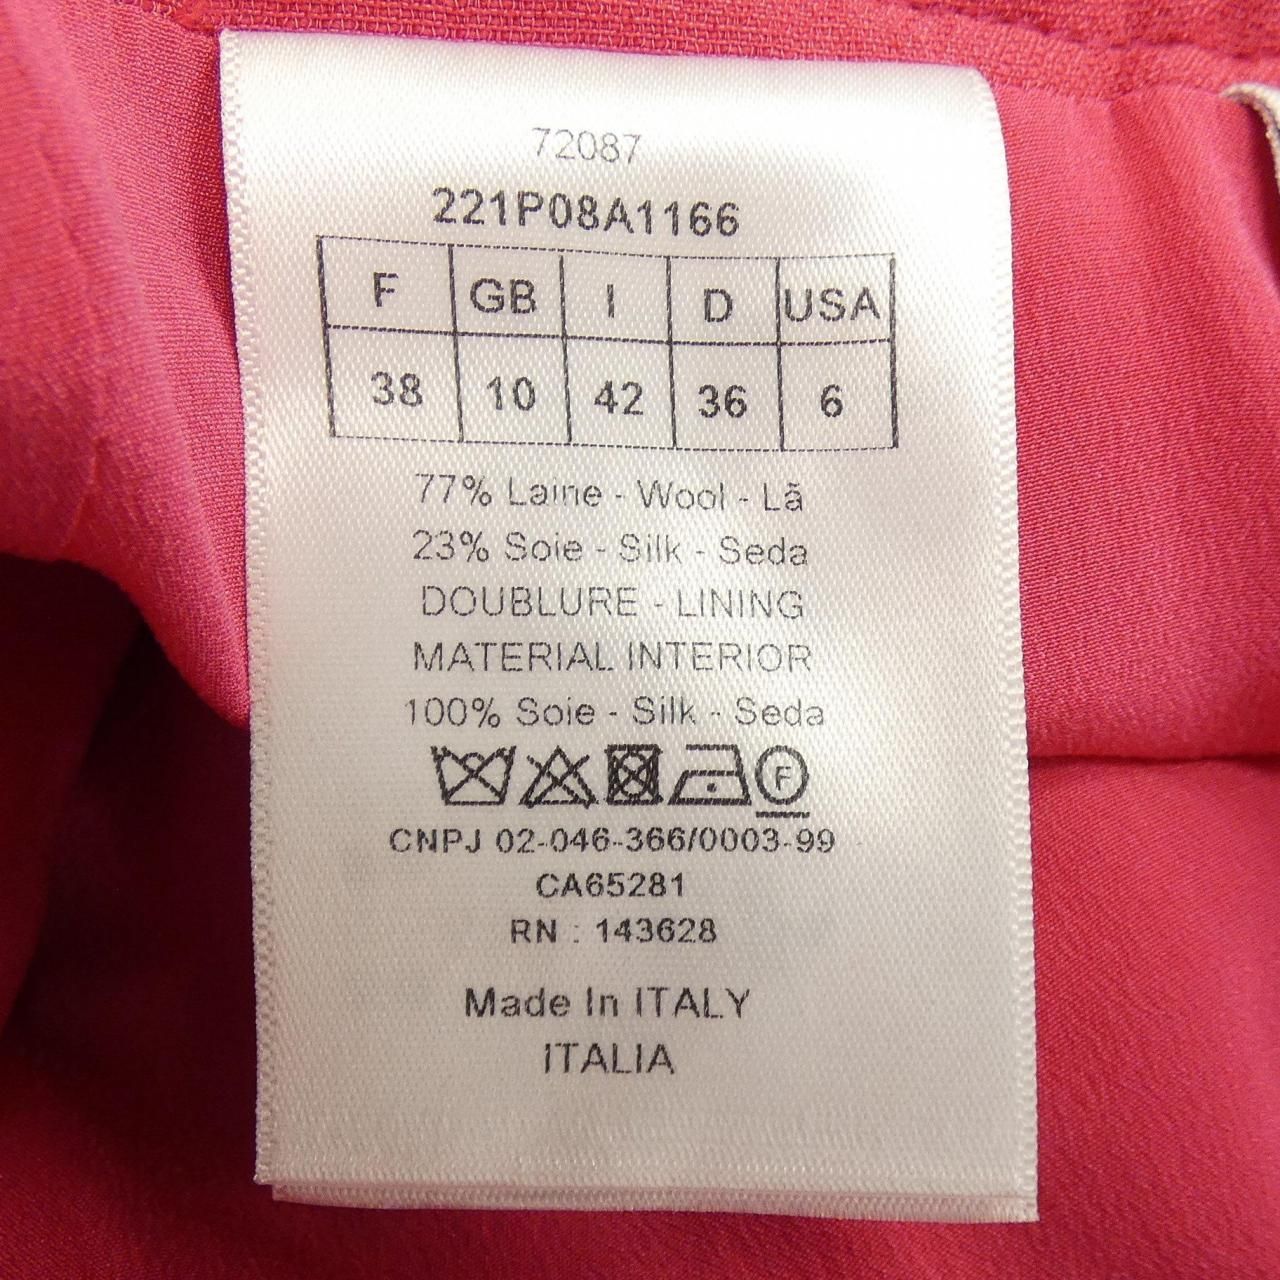 72087
221P08A1166
F GB I D USA
38 10 42 36 6
77% Laine - Wool - Lã
23% Soie - Silk - Seda
DOUBLURE - LINING
MATERIAL INTERIOR
100% Soie - Silk - Seda
F
CNPJ 02-046-366/0003-99
CA65281
RN : 143628
Made In ITALY
ITALIA